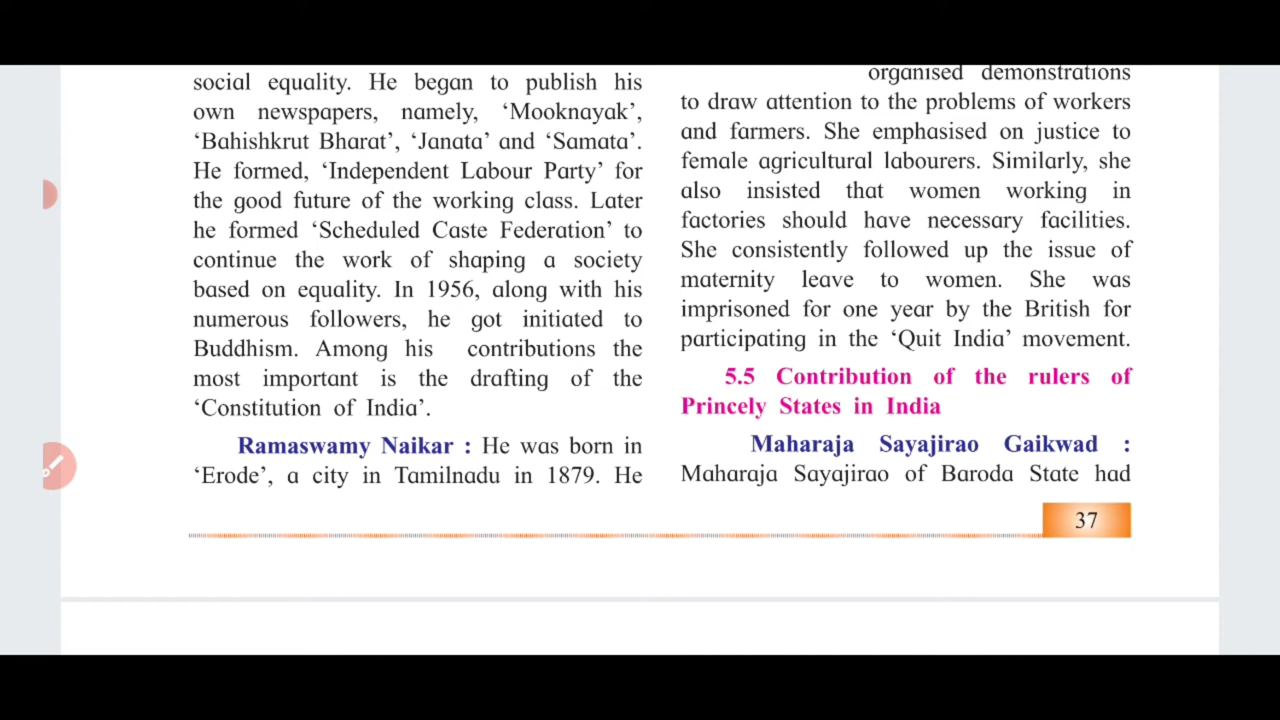 social equality. He began to publish his
own newspapers, namely, ‘Mooknayak’,
‘Bahishkrut Bharat’, ‘Janata’ and ‘Samata’.
He formed, ‘Independent Labour Party’ for
the good future of the working class. Later
he formed ‘Scheduled Caste Federation’ to
continue the work of shaping a society
based on equality. In 1956, along with his
numerous followers, he got initiated to
Buddhism. Among his contributions the
most important is the drafting of the
‘Constitution of India’.
Ramaswamy Naikar : He was born in
‘Erode’, a city in Tamilnadu in 1879. He
organised demonstrations
to draw attention to the problems of workers
and farmers. She emphasised on justice to
female agricultural labourers. Similarly, she
also insisted that women working in
factories should have necessary facilities.
She consistently followed up the issue of
maternity leave to women. She was
imprisoned for one year by the British for
participating in the ‘Quit India’ movement.
5.5 Contribution of the rulers of
Princely States in India
Maharaja Sayajirao Gaikwad :
Maharaja Sayajirao of Baroda State had
37